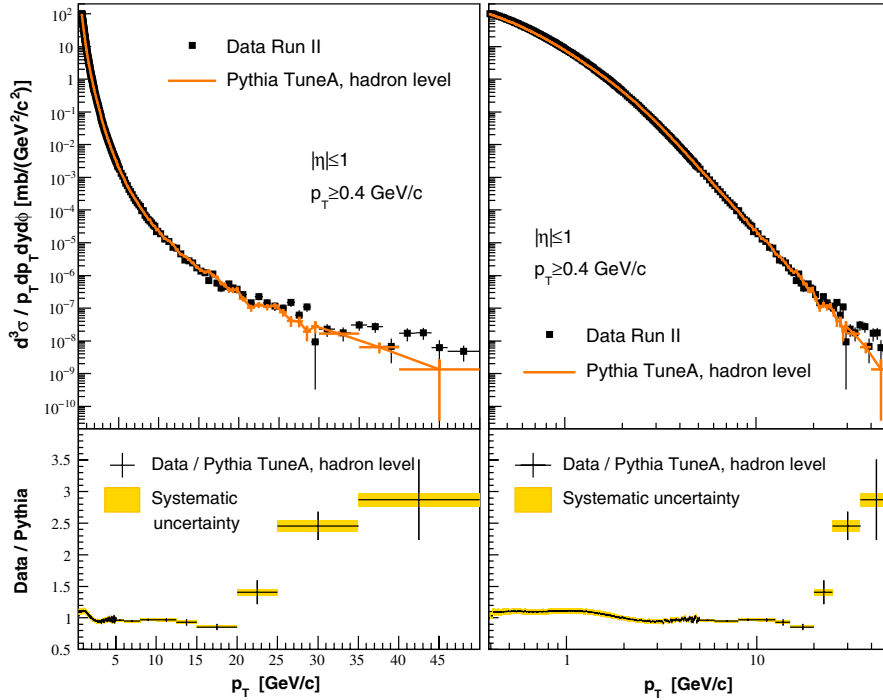 d³σ / p_T dp_T dydϕ [mb/(GeV²/c²)]
10²
10
1
10⁻¹
10⁻²
10⁻³
10⁻⁴
10⁻⁵
10⁻⁶
10⁻⁷
10⁻⁸
10⁻⁹
10⁻¹⁰
Data Run II
Pythia TuneA, hadron level
|η|≤1
p_T≥0.4 GeV/c
|η|≤1
p_T≥0.4 GeV/c
Data Run II
Pythia TuneA, hadron level
Data / Pythia
3.5
3
2.5
2
1.5
1
0.5
Data / Pythia TuneA, hadron level
Systematic
uncertainty
5 10 15 20 25 30 35 40 45
p_T [GeV/c]
Data / Pythia TuneA, hadron level
Systematic uncertainty
1 10
p_T [GeV/c]